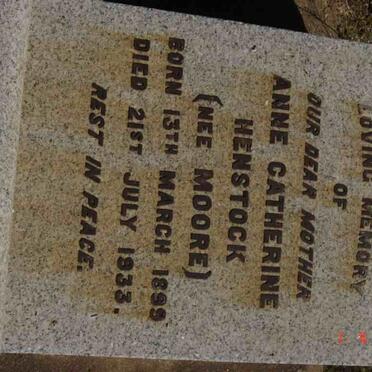 LOVING MEMORY
OF
OUR DEAR MOTHER
ANNE CATHERINE
HENSTOCK
(NEE MOORE)
BORN 13TH MARCH 1899
DIED 21ST JULY 1933.
REST IN PEACE.